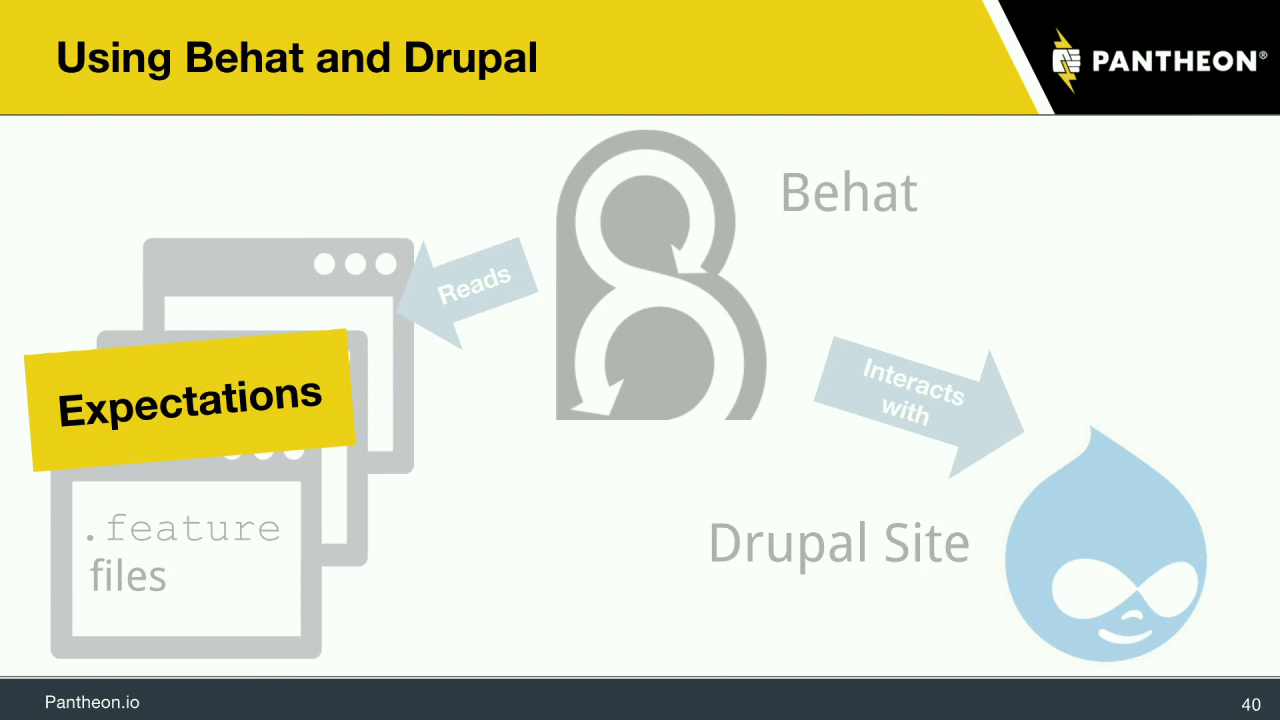 Using Behat and Drupal
PANTHEON®
Behat
Reads
Interacts
with
Expectations
.feature
files
Drupal Site
Pantheon.io
40